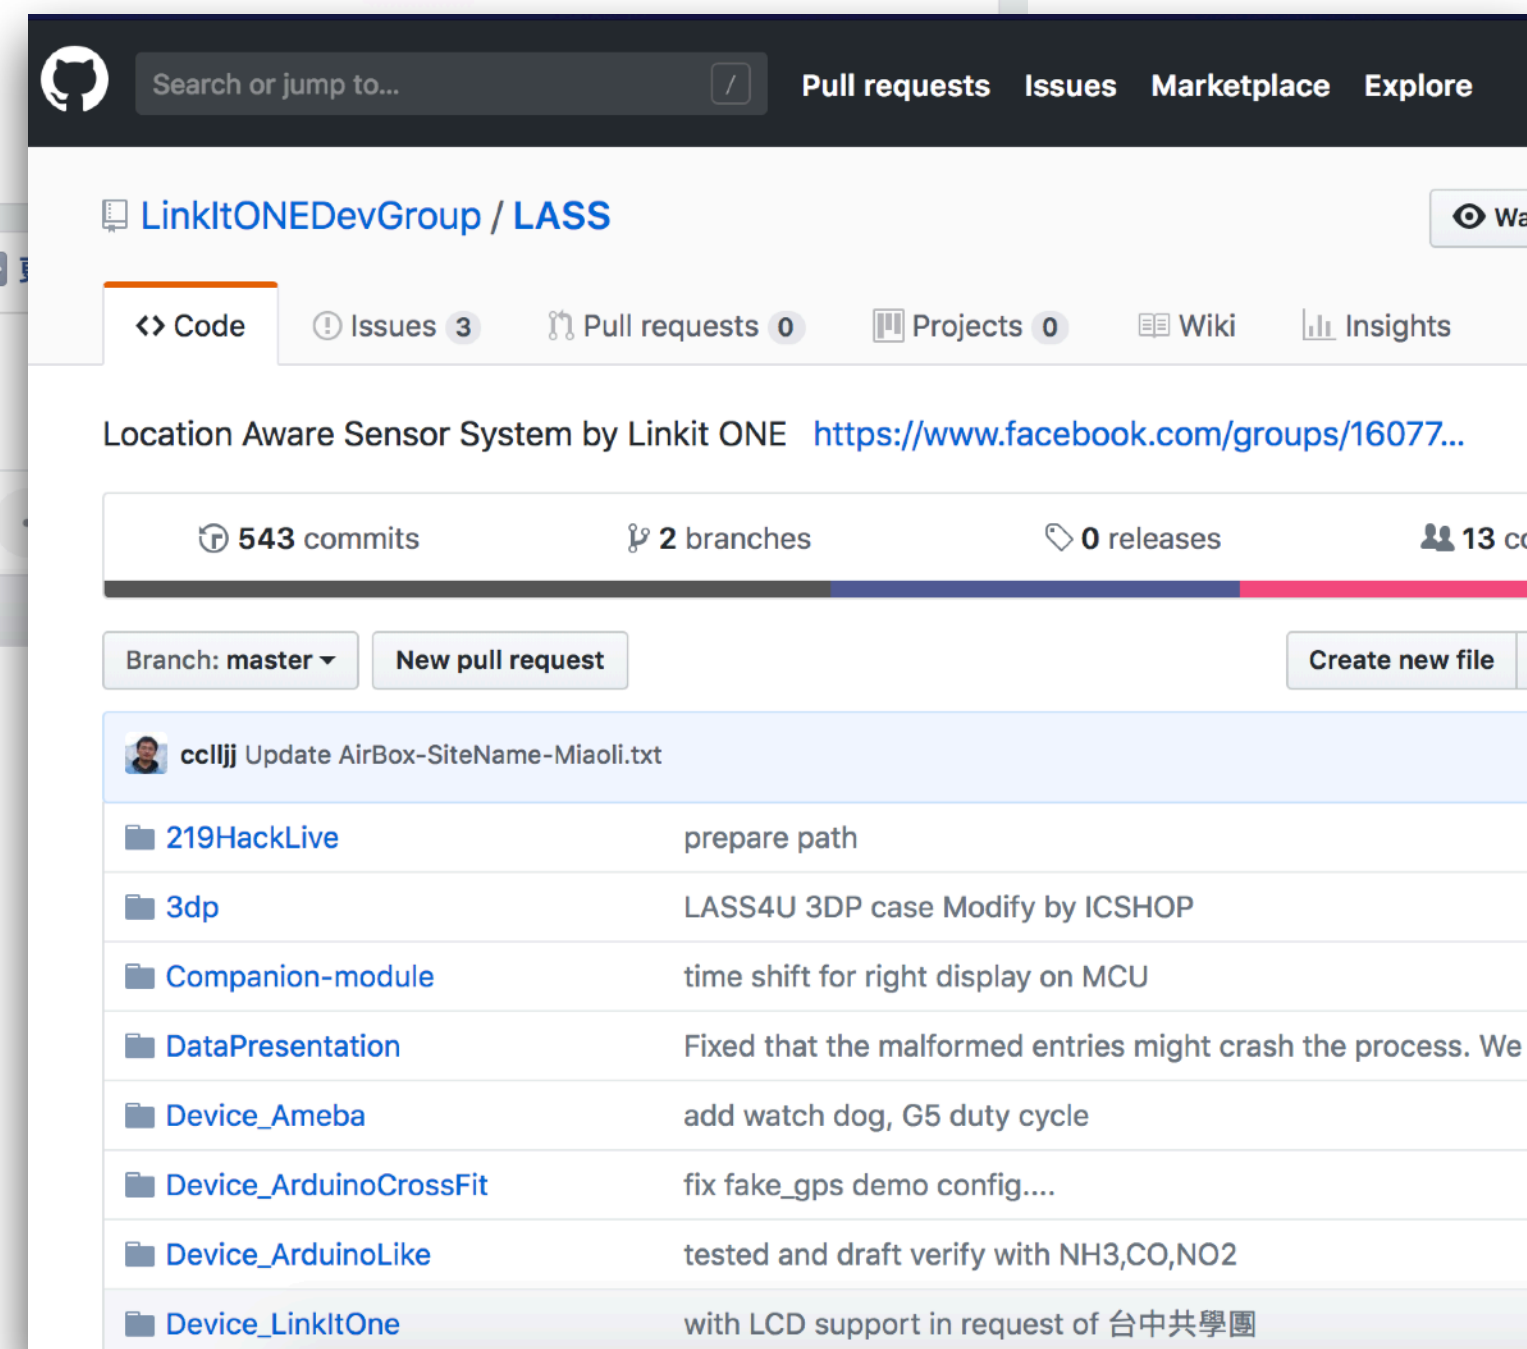 Search or jump to... /
Pull requests Issues Marketplace Explore
LinkItONEDevGroup / LASS
Code Issues 3 Pull requests 0 Projects 0 Wiki Insights
Location Aware Sensor System by Linkit ONE https://www.facebook.com/groups/16077...
543 commits 2 branches 0 releases 13
Branch: master New pull request Create new file
cclljj Update AirBox-SiteName-Miaoli.txt
219HackLive prepare path
3dp LASS4U 3DP case Modify by ICSHOP
Companion-module time shift for right display on MCU
DataPresentation Fixed that the malformed entries might crash the process. We
Device_Ameba add watch dog, G5 duty cycle
Device_ArduinoCrossFit fix fake_gps demo config....
Device_ArduinoLike tested and draft verify with NH3,CO,NO2
Device_LinkItOne with LCD support in request of 台中共學團